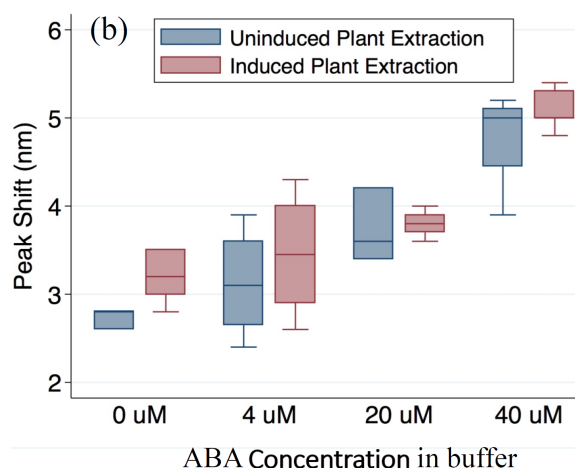 (b)
Uninduced Plant Extraction
Induced Plant Extraction
Peak Shift (nm)
6
5
4
3
2
0 uM 4 uM 20 uM 40 uM
ABA Concentration in buffer